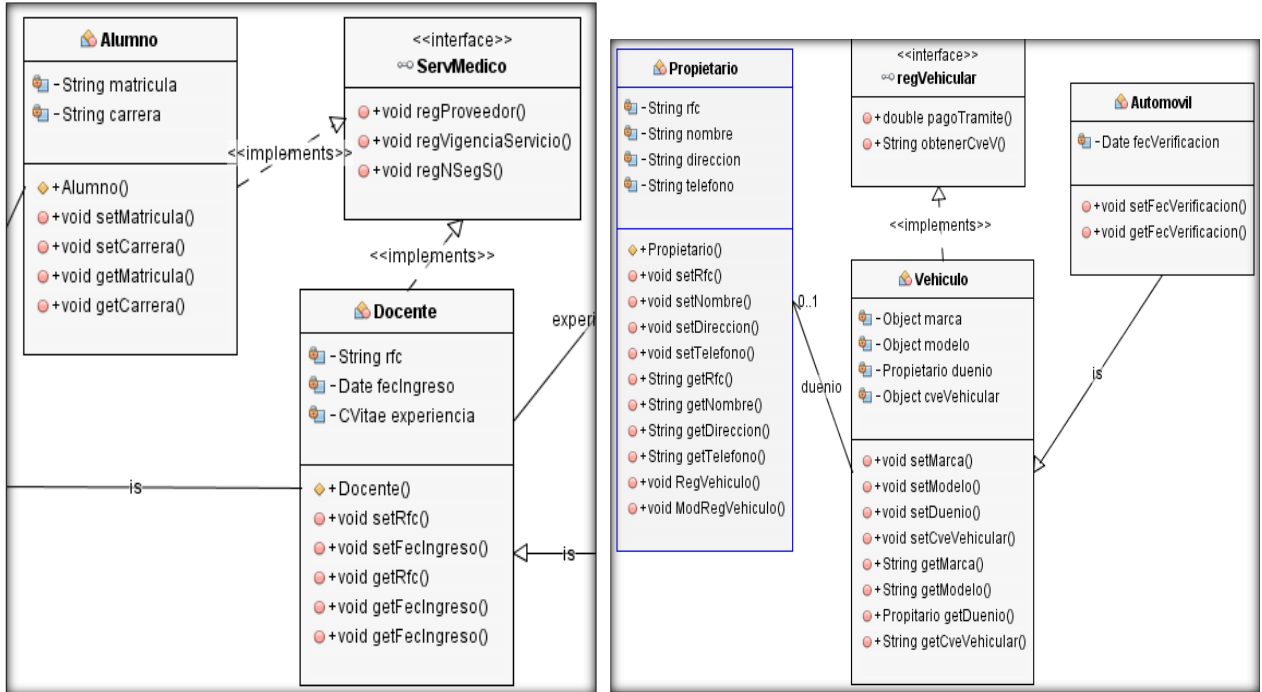 Alumno
- String matricula
- String carrera
+Alumno()
+void setMatricula()
+void setCarrera()
+void getMatricula()
+void getCarrera()
<<implements>>
<<interface>>
ServMedico
+void regProveedor()
+void regVigenciaServicio()
+void regNSegS()
<<implements>>
Docente
- String rfc
- Date fecIngreso
- CVitae experiencia
+Docente()
+void setRfc()
+void setFecIngreso()
+void getRfc()
+void getFecIngreso()
+void getFecIngreso()
experi
is
is
Propietario
- String rfc
- String nombre
- String direccion
- String telefono
+Propietario()
+void setRfc()
+void setNombre()
+void setDireccion()
+void setTelefono()
+String getRfc()
+String getNombre()
+String getDireccion()
+String getTelefono()
+void RegVehiculo()
+void ModRegVehiculo()
0..1
duenio
<<interface>>
regVehicular
+double pagoTramite()
+String obtenerCveV()
<<implements>>
Vehiculo
- Object marca
- Object modelo
- Propietario duenio
- Object cveVehicular
+void setMarca()
+void setModelo()
+void setDuenio()
+void setCveVehicular()
+String getMarca()
+String getModelo()
+Propitario getDuenio()
+String getCveVehicular()
Automovil
- Date fecVerificacion
+void setFecVerificacion()
+void getFecVerificacion()
is